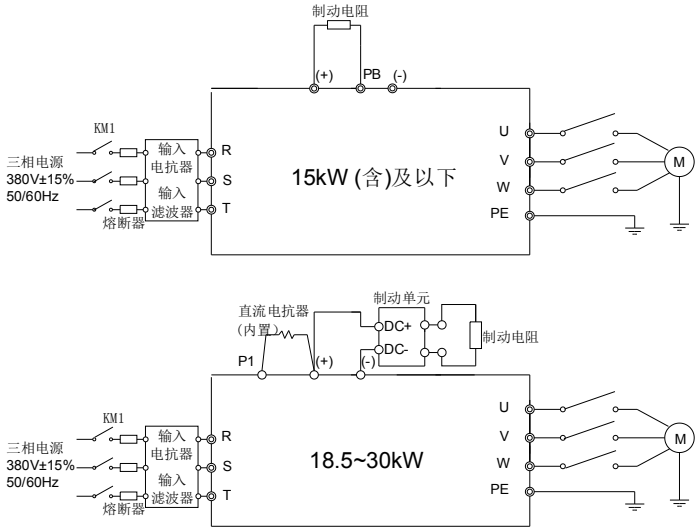 制动电阻
(+) PB (-)
KM1
三相电源
380V±15%
50/60Hz
熔断器
输入
电抗器
输入
滤波器
R
S
T
15kW (含)及以下
U
V
W
PE
M
制动单元
直流电抗器
(内置)
DC+
DC-
制动电阻
P1 (+) (-)
KM1
三相电源
380V±15%
50/60Hz
熔断器
输入
电抗器
输入
滤波器
R
S
T
18.5~30kW
U
V
W
PE
M